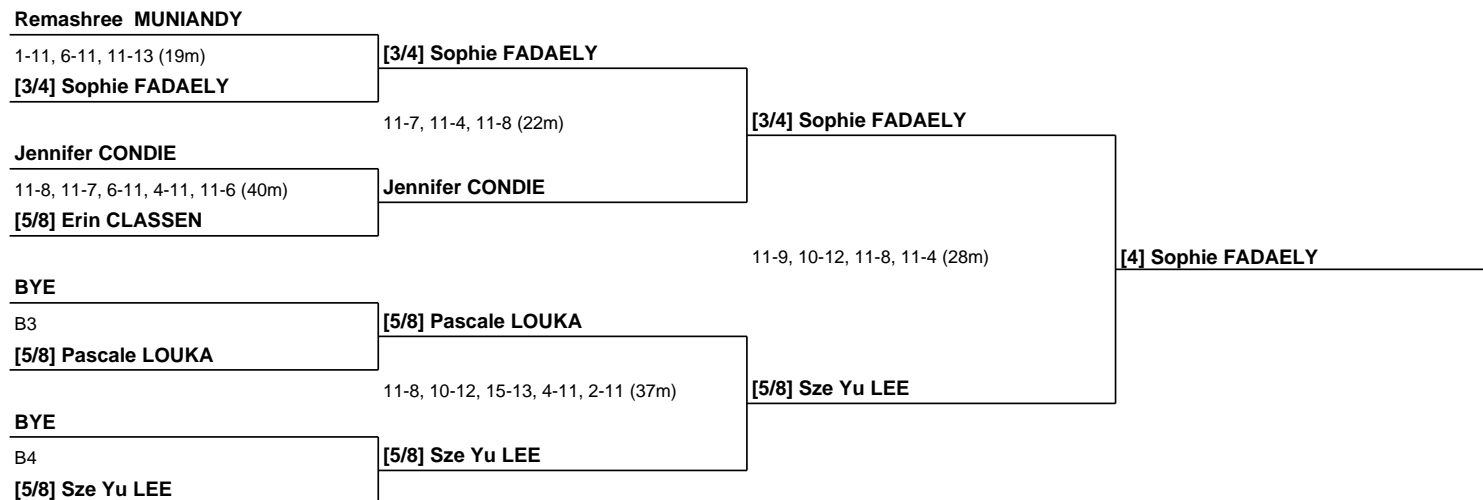 Remashree  MUNIANDY
1-11, 6-11, 11-13 (19m)
[3/4] Sophie FADAELY
[3/4] Sophie FADAELY
11-7, 11-4, 11-8 (22m)
[3/4] Sophie FADAELY
Jennifer CONDIE
11-8, 11-7, 6-11, 4-11, 11-6 (40m)
Jennifer CONDIE
[5/8] Erin CLASSEN
11-9, 10-12, 11-8, 11-4 (28m)
[4] Sophie FADAELY
BYE
B3
[5/8] Pascale LOUKA
[5/8] Pascale LOUKA
11-8, 10-12, 15-13, 4-11, 2-11 (37m)
[5/8] Sze Yu LEE
BYE
B4
[5/8] Sze Yu LEE
[5/8] Sze Yu LEE